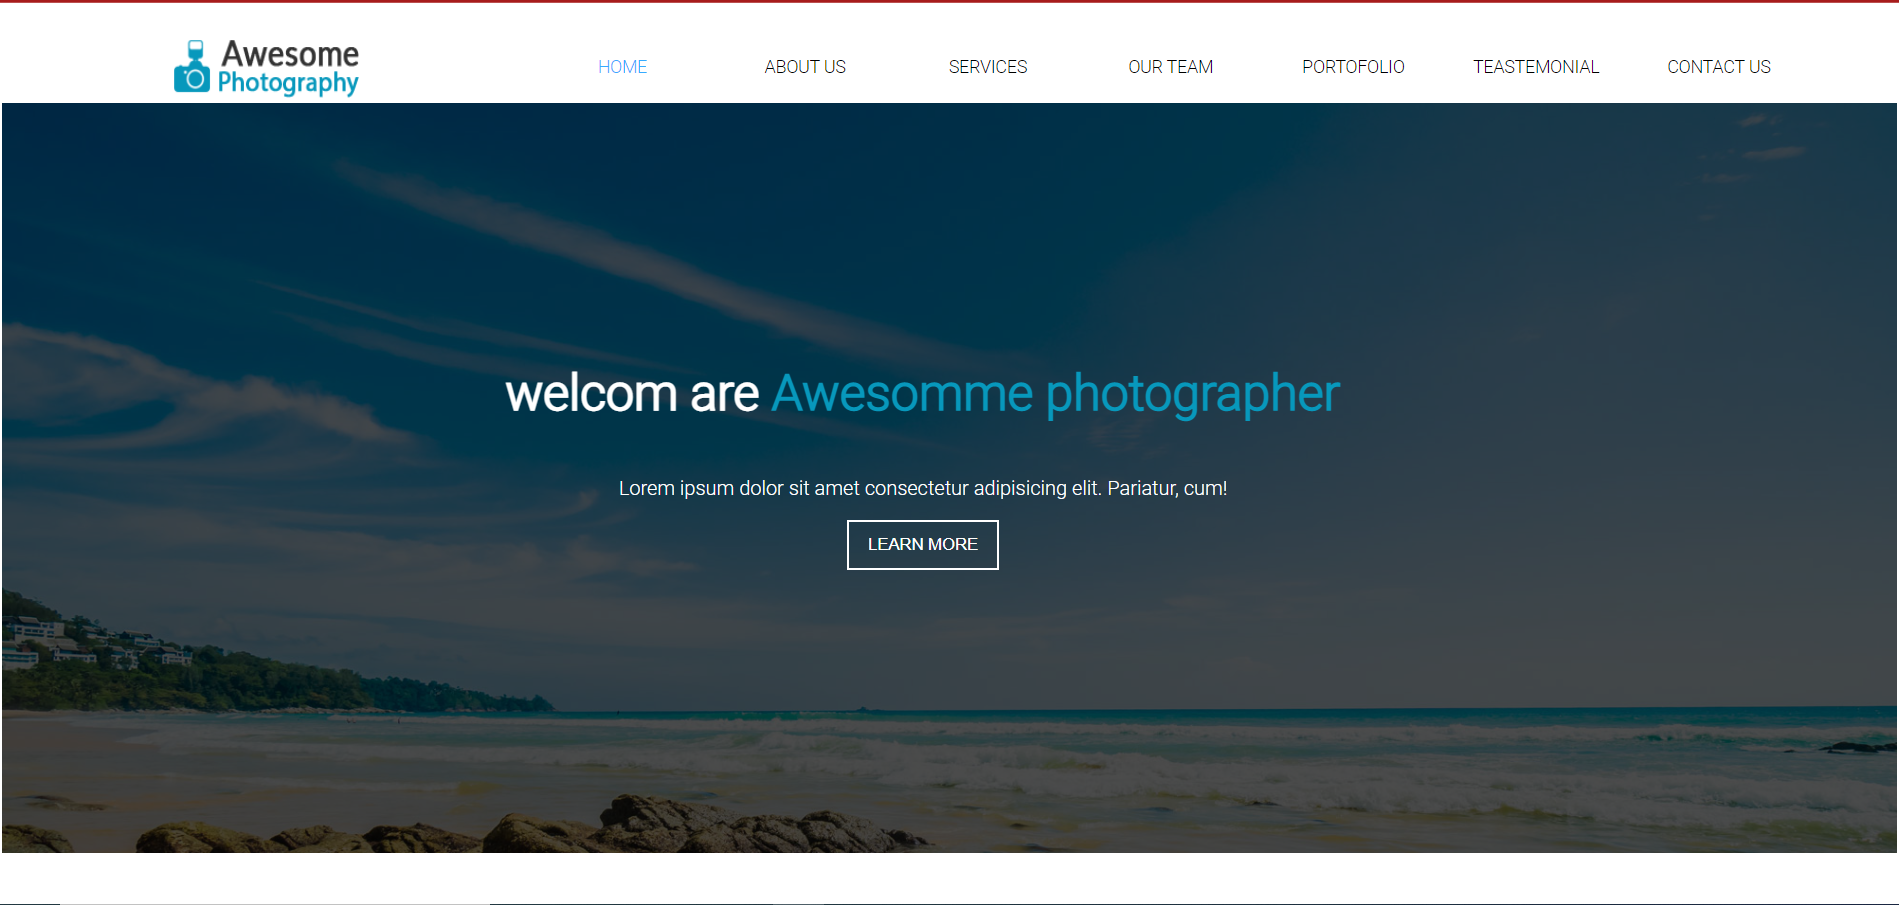 Awesome
Photography
HOME ABOUT US SERVICES OUR TEAM PORTOFOLIO TEASTEMONIAL CONTACT US
welcom are Awesomme photographer
Lorem ipsum dolor sit amet consectetur adipisicing elit. Pariatur, cum!
LEARN MORE